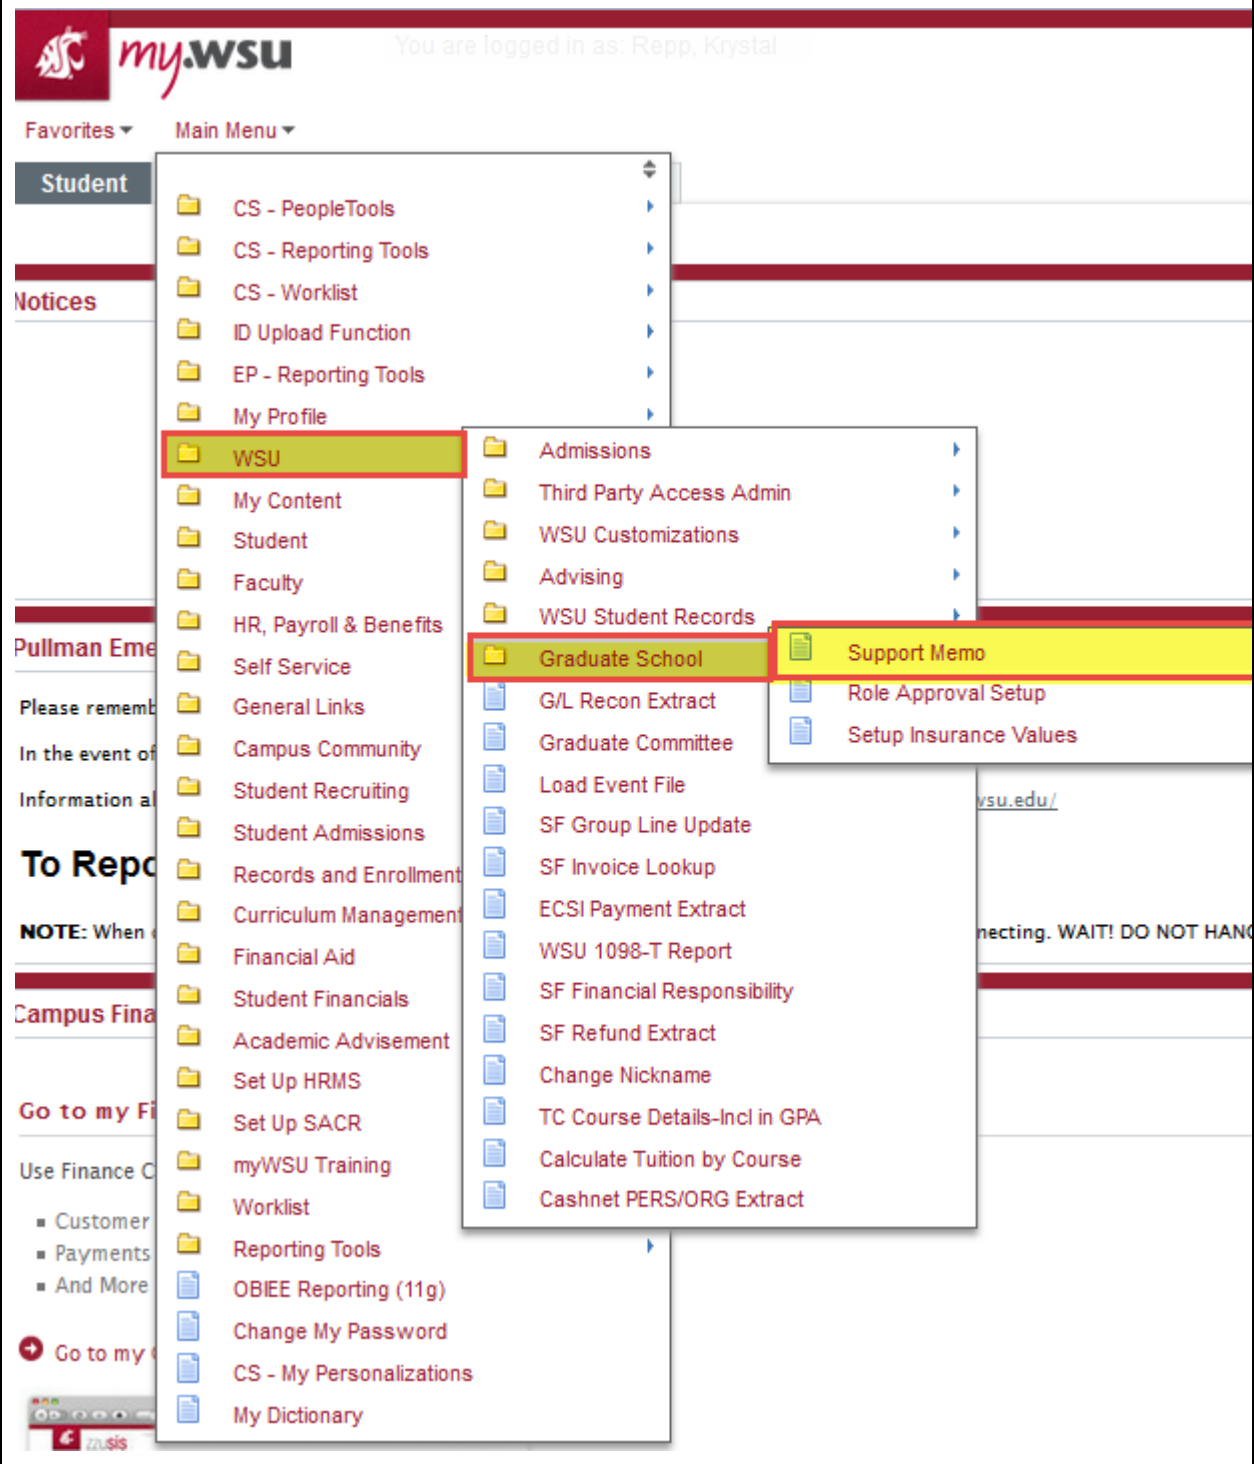 my.wsu
You are logged in as: Repp, Krystal
Favorites
Main Menu
Student
CS - PeopleTools
CS - Reporting Tools
CS - Worklist
ID Upload Function
EP - Reporting Tools
My Profile
WSU
My Content
Student
Faculty
HR, Payroll & Benefits
Self Service
General Links
Campus Community
Student Recruiting
Student Admissions
Records and Enrollment
Curriculum Management
Financial Aid
Student Financials
Academic Advisement
Set Up HRMS
Set Up SACR
myWSU Training
Worklist
Reporting Tools
OBIEE Reporting (11g)
Change My Password
CS - My Personalizations
My Dictionary
Admissions
Third Party Access Admin
WSU Customizations
Advising
WSU Student Records
Graduate School
G/L Recon Extract
Graduate Committee
Load Event File
SF Group Line Update
SF Invoice Lookup
ECSI Payment Extract
WSU 1098-T Report
SF Financial Responsibility
SF Refund Extract
Change Nickname
TC Course Details-Incl in GPA
Calculate Tuition by Course
Cashnet PERS/ORG Extract
Support Memo
Role Approval Setup
Setup Insurance Values
Notices
Pullman Eme
Please rememb
In the event of
Information al
wsu.edu/
To Repo
NOTE: When
necting. WAIT! DO NOT HANG
Campus Fina
Go to my Fi
Use Finance C
Customer
Payments
And More
Go to my
zzusis